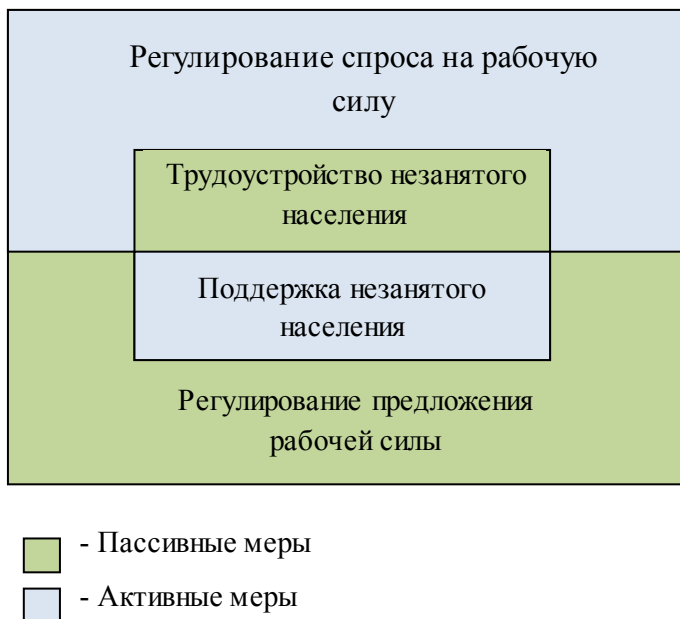 Регулирование спроса на рабочую
силу
Трудоустройство незанятого
населения
Поддержка незанятого
населения
Регулирование предложения
рабочей силы
- Пассивные меры
- Активные меры